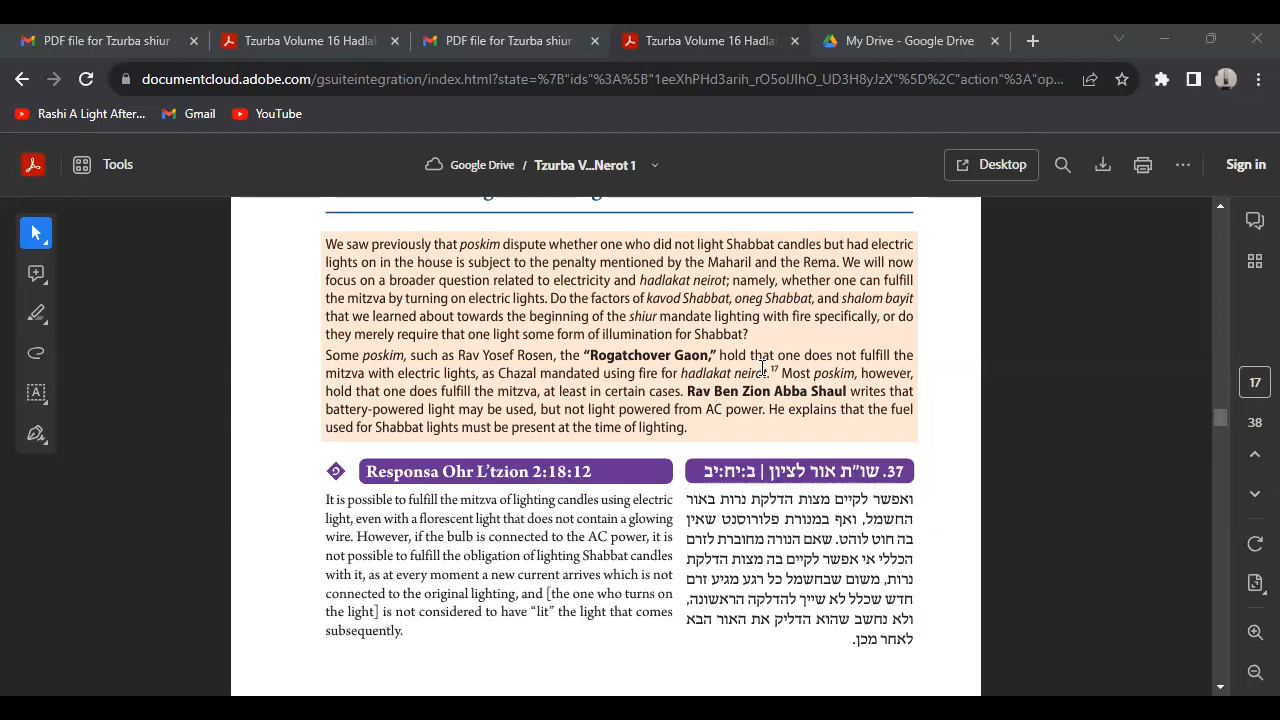 PDF file for Tzurba shiur
Tzurba Volume 16 Hadla
PDF file for Tzurba shiur
Tzurba Volume 16 Hadla
My Drive - Google Drive
documentcloud.adobe.com/gsuiteintegration/index.html?state=%7B"ids"%3A%5B"1eeXhPHd3arih_rO5oIJIhO_UD3H8yJzX"%5D%2C"action"%3A"op...
Rashi A Light After...
Gmail
YouTube
Tools
Google Drive / Tzurba V...Nerot 1
Desktop
Sign in
We saw previously that poskim dispute whether one who did not light Shabbat candles but had electric
lights on in the house is subject to the penalty mentioned by the Maharil and the Rema. We will now
focus on a broader question related to electricity and hadlakat neirot; namely, whether one can fulfill
the mitzva by turning on electric lights. Do the factors of kavod Shabbat, oneg Shabbat, and shalom bayit
that we learned about towards the beginning of the shiur mandate lighting with fire specifically, or do
they merely require that one light some form of illumination for Shabbat?
Some poskim, such as Rav Yosef Rosen, the "Rogatchover Gaon," hold that one does not fulfill the
mitzva with electric lights, as Chazal mandated using fire for hadlakat neirot.17 Most poskim, however,
hold that one does fulfill the mitzva, at least in certain cases. Rav Ben Zion Abba Shaul writes that
battery-powered light may be used, but not light powered from AC power. He explains that the fuel
used for Shabbat lights must be present at the time of lighting.
Responsa Ohr L'tzion 2:18:12
It is possible to fulfill the mitzva of lighting candles using electric
light, even with a florescent light that does not contain a glowing
wire. However, if the bulb is connected to the AC power, it is
not possible to fulfill the obligation of lighting Shabbat candles
with it, as at every moment a new current arrives which is not
connected to the original lighting, and [the one who turns on
the light] is not considered to have "lit" the light that comes
subsequently.
37. שו"ת אור לציון | ב:יח:יב
ואפשר לקיים מצות הדלקת נרות באור
החשמל, ואף במנורת פלורוסנט שאין
בה חוט לוהט. שאם הנורה מחוברת לזרם
הכללי אי אפשר לקיים בה מצות הדלקת
נרות, משום שבחשמל כל רגע מגיע זרם
חדש שכלל לא שייך להדלקה הראשונה,
ולא נחשב שהוא הדליק את האור הבא
לאחר מכן.
17
38